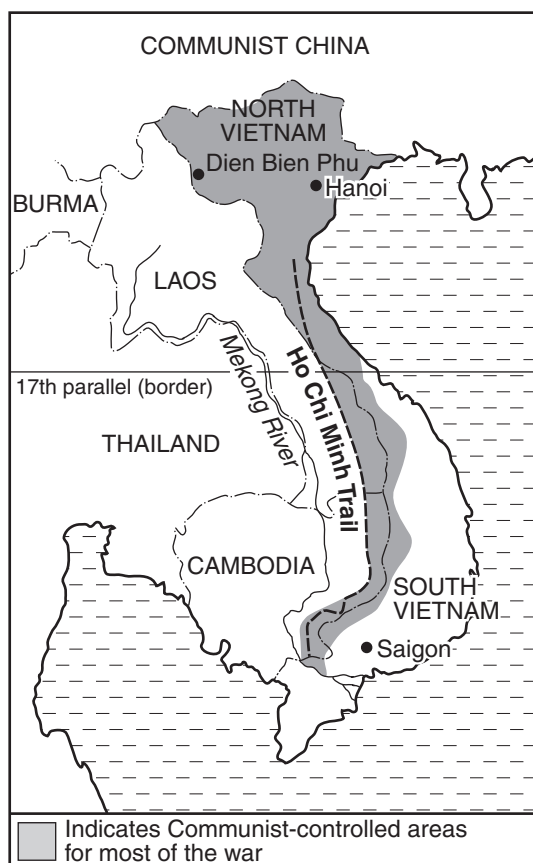 COMMUNIST CHINA
NORTH
VIETNAM
Dien Bien Phu
Hanoi
BURMA
LAOS
17th parallel (border)
Mekong River
Ho Chi Minh Trail
THAILAND
CAMBODIA
SOUTH
VIETNAM
Saigon
Indicates Communist-controlled areas
for most of the war